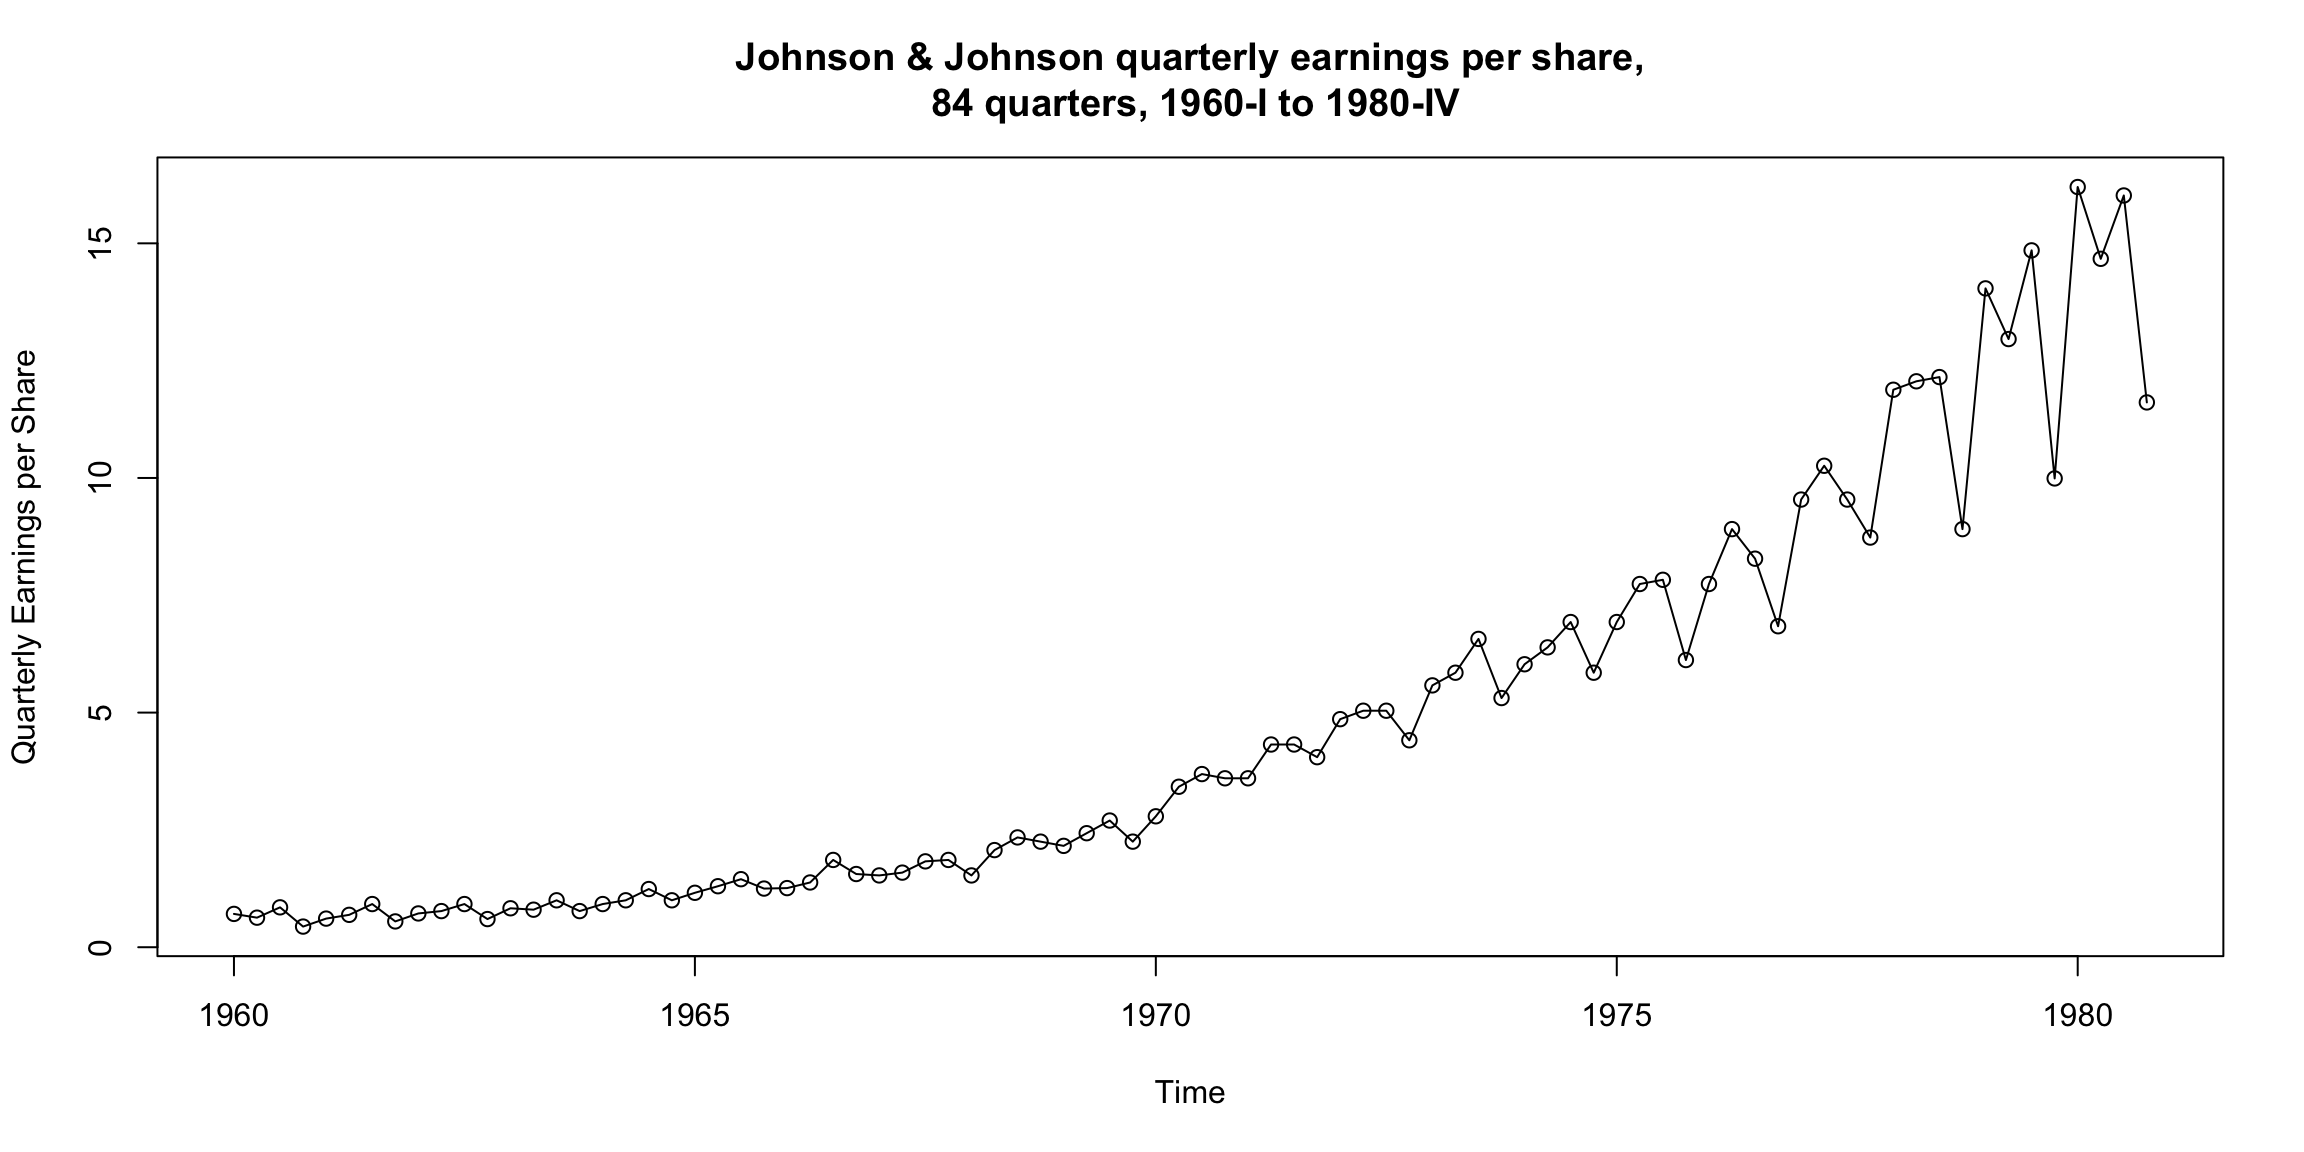 Johnson & Johnson quarterly earnings per share,
84 quarters, 1960-I to 1980-IV
Quarterly Earnings per Share
15
10
5
0
1960 1965 1970 1975 1980
Time